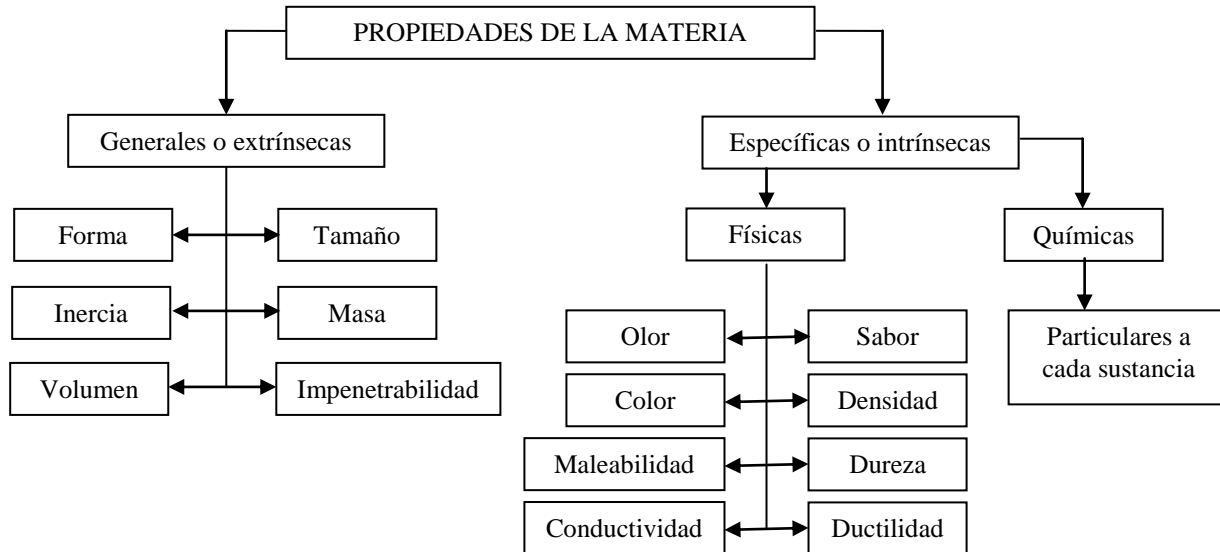 PROPIEDADES DE LA MATERIA
Generales o extrínsecas
Específicas o intrínsecas
Forma
Tamaño
Inercia
Masa
Volumen
Impenetrabilidad
Físicas
Químicas
Olor
Sabor
Color
Densidad
Maleabilidad
Dureza
Conductividad
Ductilidad
Particulares a
cada sustancia